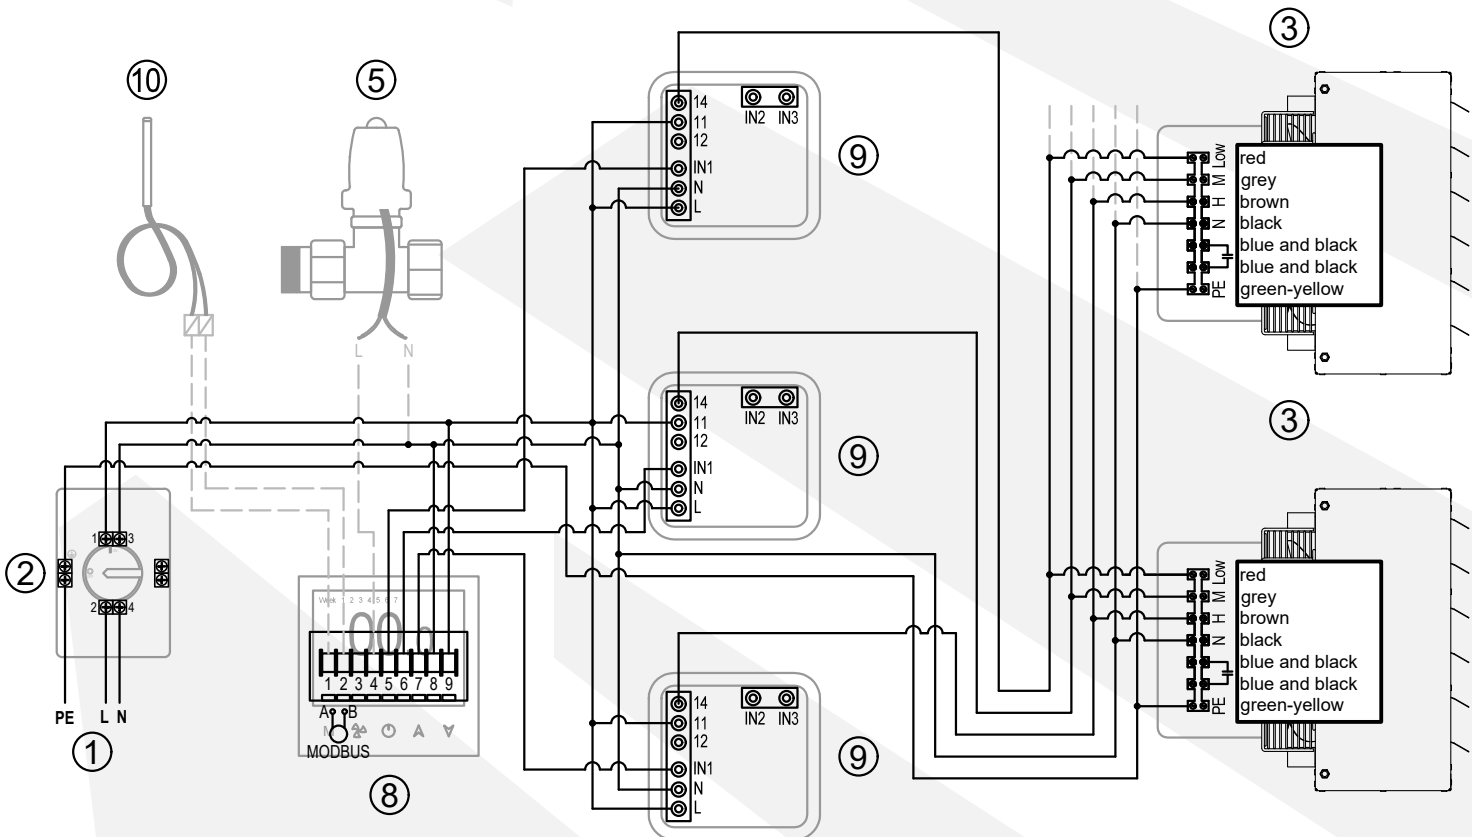 3
10
5
14
11
12
IN1
N
L
IN2 IN3
9
Low
M
H
N
PE
red
grey
brown
black
blue and black
blue and black
green-yellow
L N
14
11
12
IN1
N
L
IN2 IN3
9
3
1 3
2 4
2
PE L N
1
Week 1 2 3 4 5 6 7
1 2 3 4 5 6 7 8 9
A B
M
MODBUS
8
14
11
12
IN1
N
L
IN2 IN3
9
Low
M
H
N
PE
red
grey
brown
black
blue and black
blue and black
green-yellow